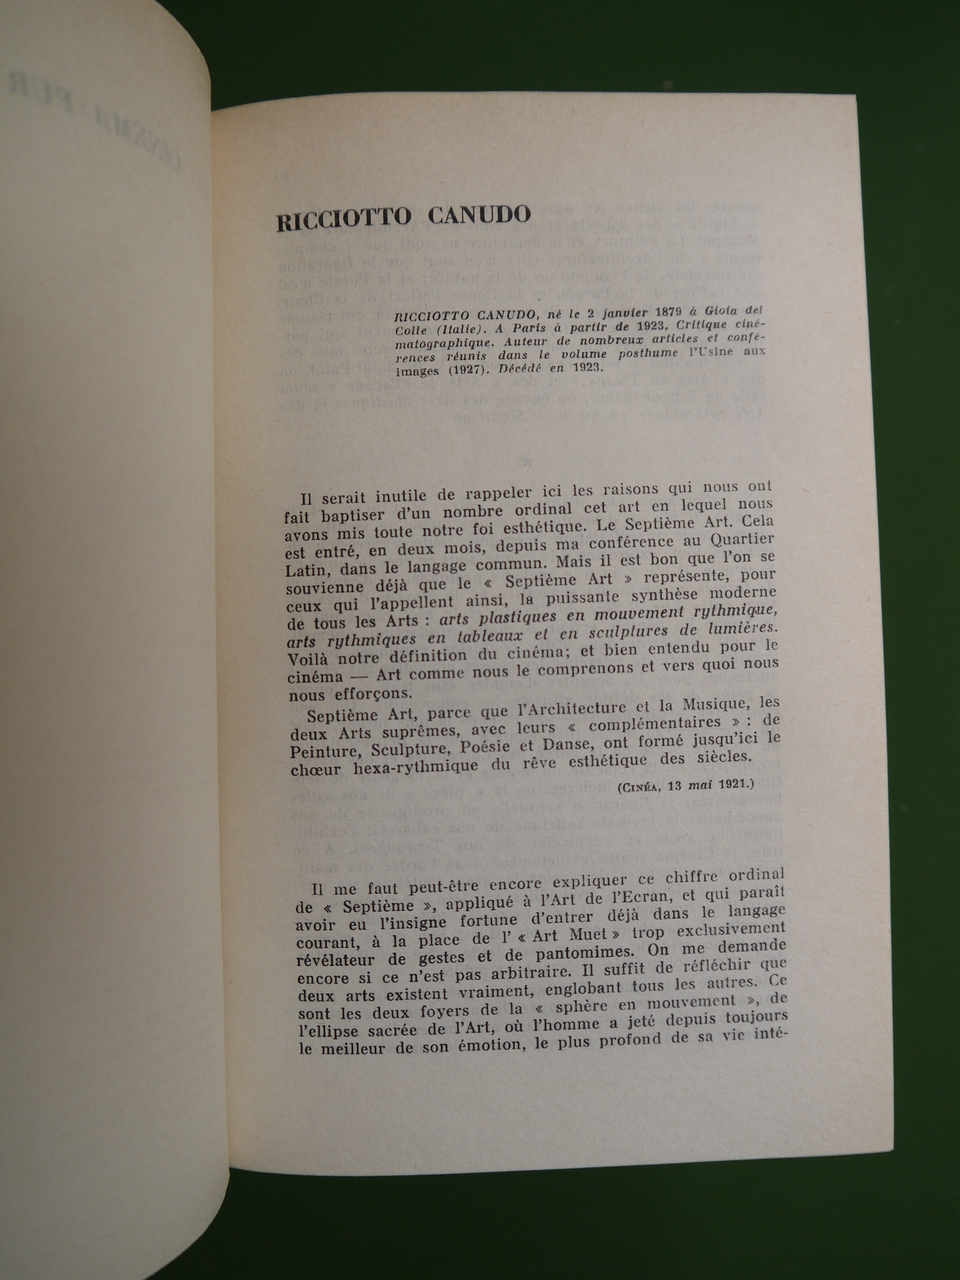 RICCIOTTO CANUDO
RICCIOTTO CANUDO, né le 2 janvier 1879 à Gioia del
Colle (Italie). A Paris à partir de 1923. Critique ciné-
matographique. Auteur de nombreux articles et confé-
rences réunis dans le volume posthume l'Usine aux
images (1927). Décédé en 1923.
Il serait inutile de rappeler ici les raisons qui nous ont
fait baptiser d'un nombre ordinal cet art en lequel nous
avons mis toute notre foi esthétique. Le Septième Art. Cela
est entré, en deux mois, depuis ma conférence au Quartier
Latin, dans le langage commun. Mais il est bon que l'on se
souvienne déjà que le « Septième Art » représente, pour
ceux qui l'appellent ainsi, la puissante synthèse moderne
de tous les Arts : arts plastiques en mouvement rythmique,
arts rythmiques en tableaux et en sculptures de lumières.
Voilà notre définition du cinéma; et bien entendu pour le
cinéma — Art comme nous le comprenons et vers quoi nous
nous efforçons.
Septième Art, parce que l'Architecture et la Musique, les
deux Arts suprêmes, avec leurs « complémentaires » : de
Peinture, Sculpture, Poésie et Danse, ont formé jusqu'ici le
chœur hexa-rythmique du rêve esthétique des siècles.
(CINÉA, 13 mai 1921.)
Il me faut peut-être encore expliquer ce chiffre ordinal
de « Septième », appliqué à l'Art de l'Ecran, et qui paraît
avoir eu l'insigne fortune d'entrer déjà dans le langage
courant, à la place de l' « Art Muet » trop exclusivement
révélateur de gestes et de pantomimes. On me demande
encore si ce n'est pas arbitraire. Il suffit de réfléchir que
deux arts existent vraiment, englobant tous les autres. Ce
sont les deux foyers de la « sphère en mouvement », de
l'ellipse sacrée de l'Art, où l'homme a jeté depuis toujours
le meilleur de son émotion, le plus profond de sa vie inté-